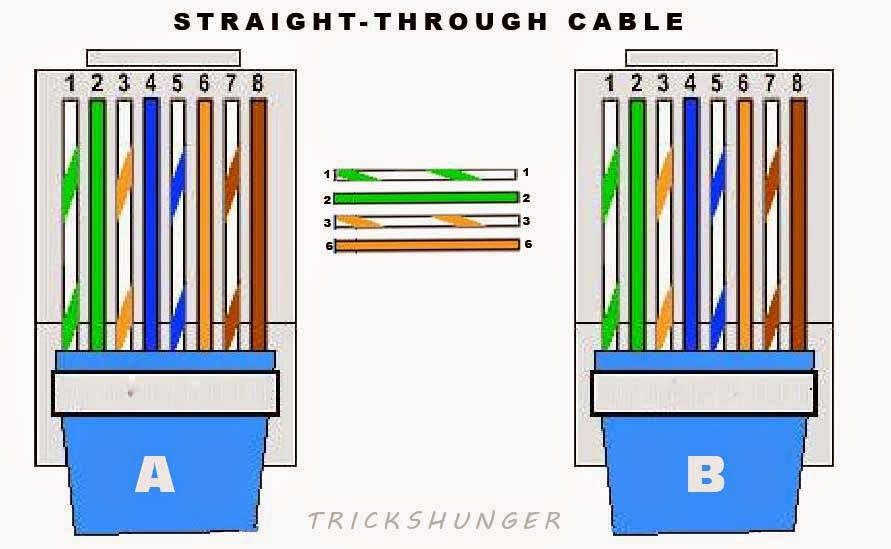 STRAIGHT-THROUGH CABLE
1 2 3 4 5 6 7 8
1 2 3 4 5 6 7 8
1 1
2 2
3 3
6 6
A
B
TRICKSHUNGER